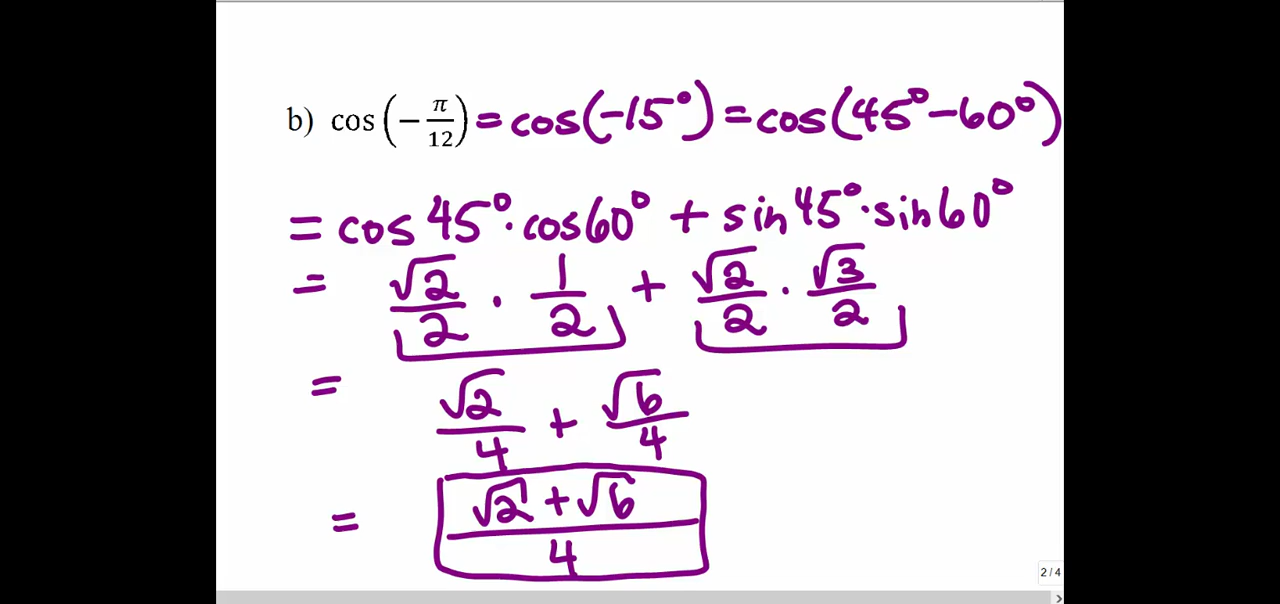 b) cos(−π/12) = cos(-15°) = cos(45° − 60°)
= cos 45° · cos 60° + sin 45° · sin 60°
= √2/2 · 1/2 + √2/2 · √3/2
= √2/4 + √6/4
= (√2 + √6)/4
2 / 4